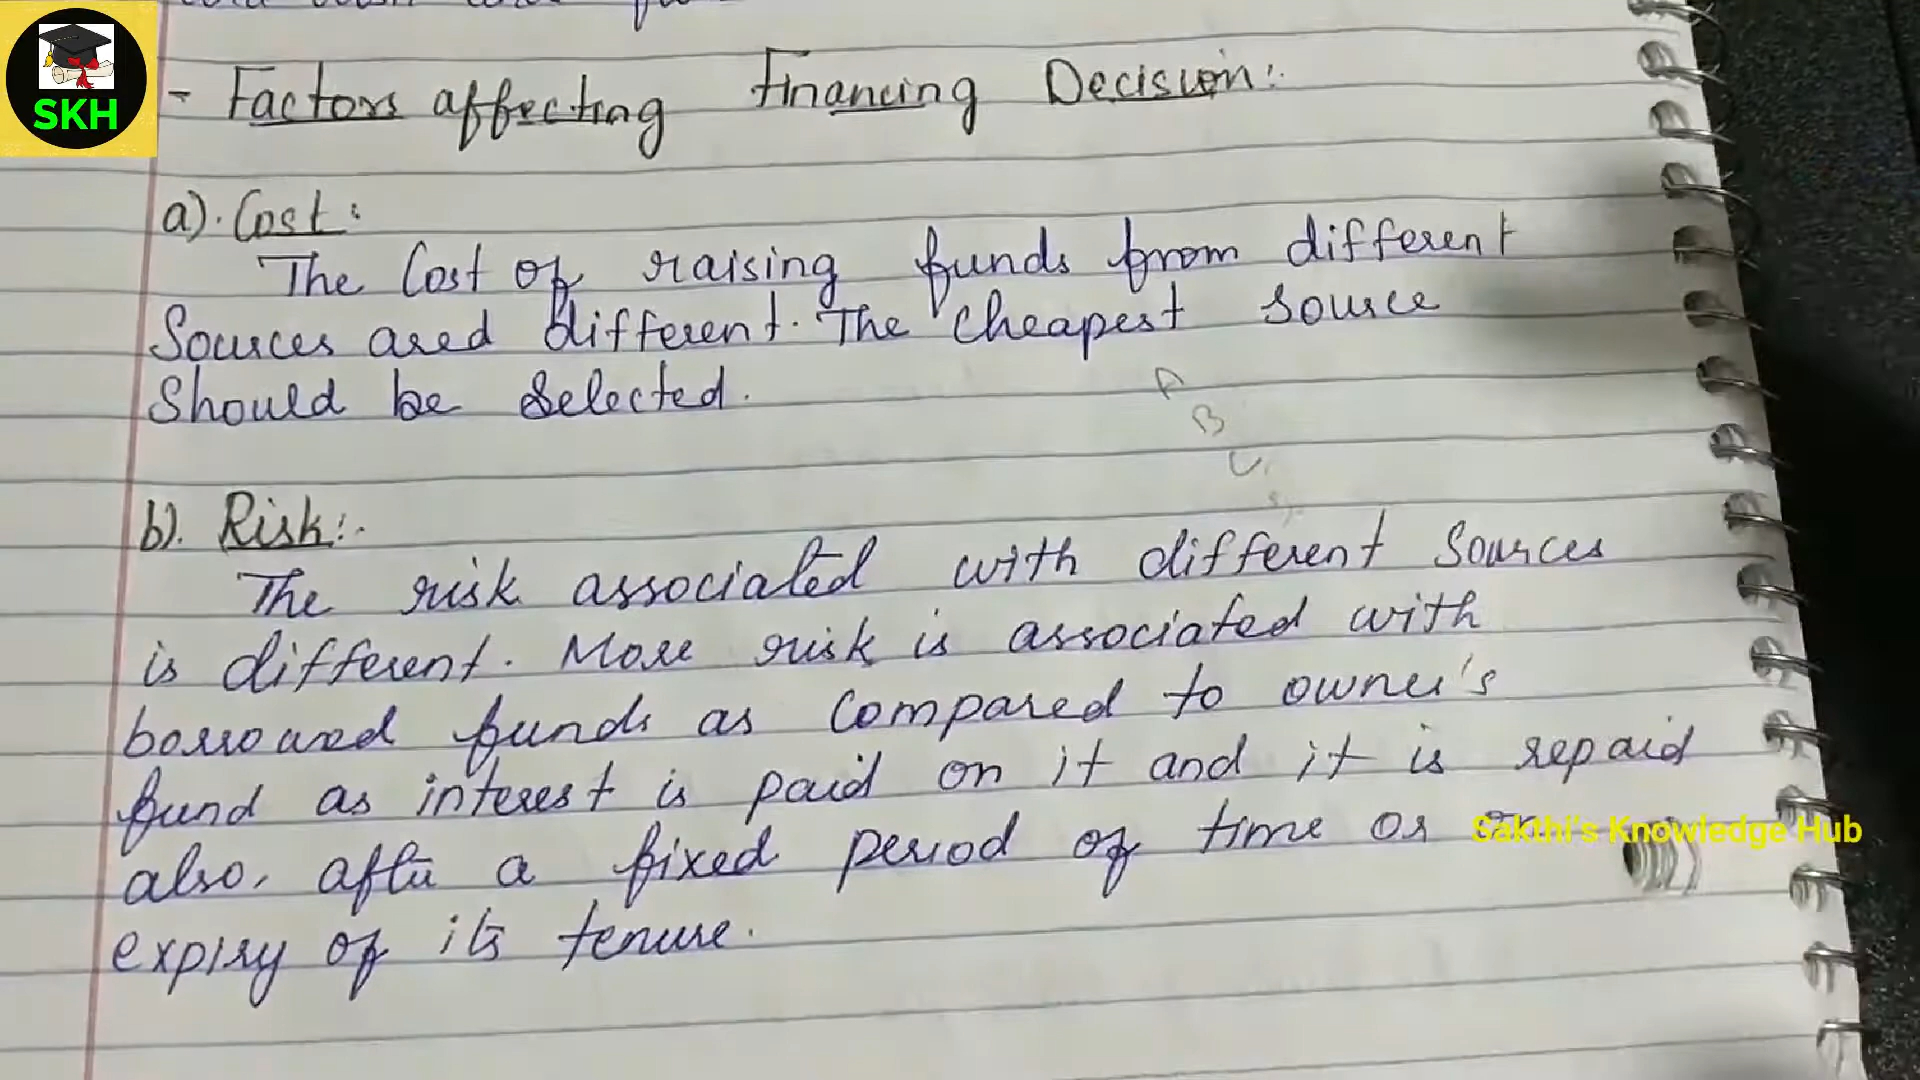 SKH
- Factors affecting Financing Decision:-
a). Cost:
The Cost of raising funds from different
Sources ared different. The cheapest source
Should be Selected.
A
B
C
b). Risk:-
The risk associated with different Sources
is different. More risk is associated with
borrowed funds as compared to owner's
fund as interest is paid on it and it is repaid
also, after a fixed period of time or on
Sakthi's Knowledge Hub
expiry of its tenure.